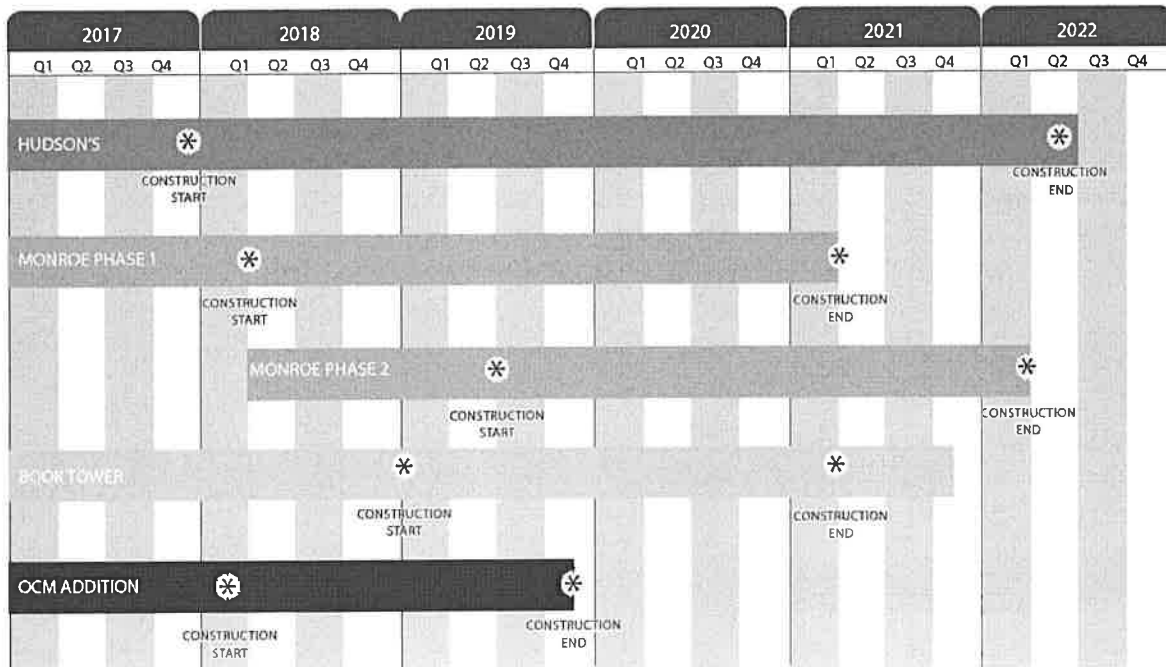 2017 2018 2019 2020 2021 2022
Q1 Q2 Q3 Q4 Q1 Q2 Q3 Q4 Q1 Q2 Q3 Q4 Q1 Q2 Q3 Q4 Q1 Q2 Q3 Q4 Q1 Q2 Q3 Q4
HUDSON'S
CONSTRUCTION
START
CONSTRUCTION
END
MONROE PHASE 1
CONSTRUCTION
START
CONSTRUCTION
END
MONROE PHASE 2
CONSTRUCTION
START
CONSTRUCTION
END
BOOK TOWER
CONSTRUCTION
START
CONSTRUCTION
END
OCM ADDITION
CONSTRUCTION
START
CONSTRUCTION
END